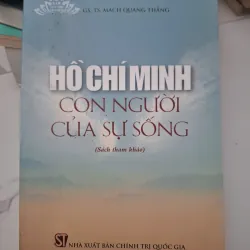 GS. TS. MẠCH QUANG THẮNG
HỒ CHÍ MINH
CON NGƯỜI
CỦA SỰ SỐNG
(Sách tham khảo)
ST
NHÀ XUẤT BẢN CHÍNH TRỊ QUỐC GIA